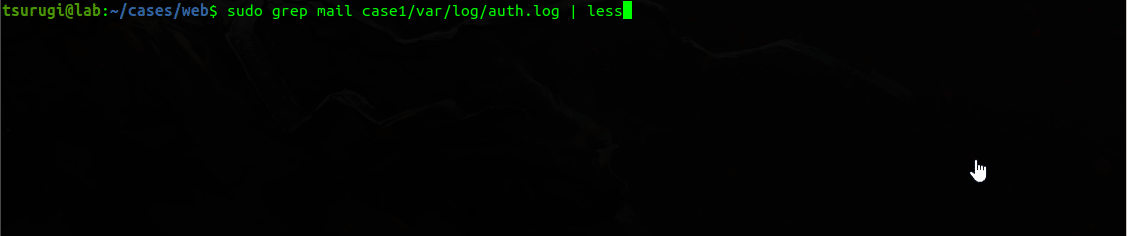 tsurugi@lab:~/cases/web$ sudo grep mail case1/var/log/auth.log | less